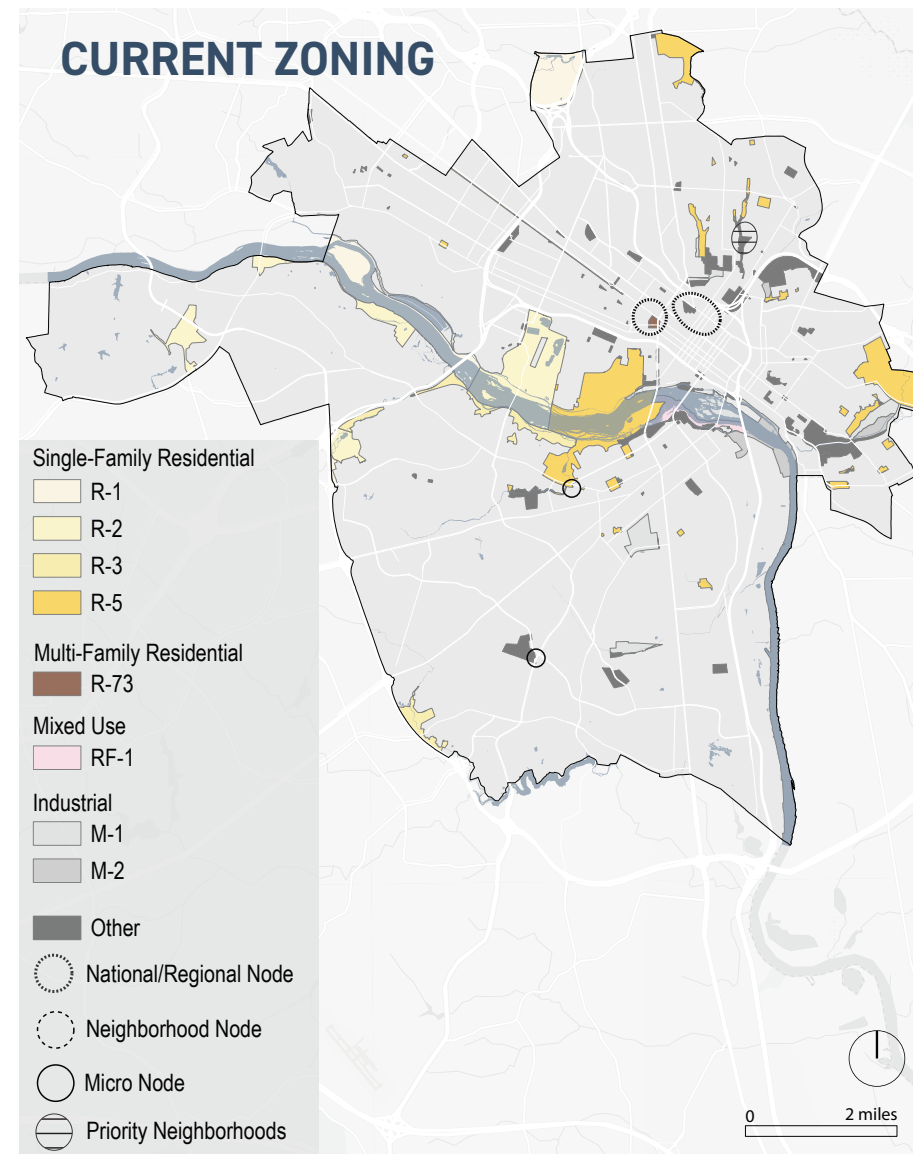 CURRENT ZONING
Single-Family Residential
R-1
R-2
R-3
R-5
Multi-Family Residential
R-73
Mixed Use
RF-1
Industrial
M-1
M-2
Other
National/Regional Node
Neighborhood Node
Micro Node
Priority Neighborhoods
0 2 miles